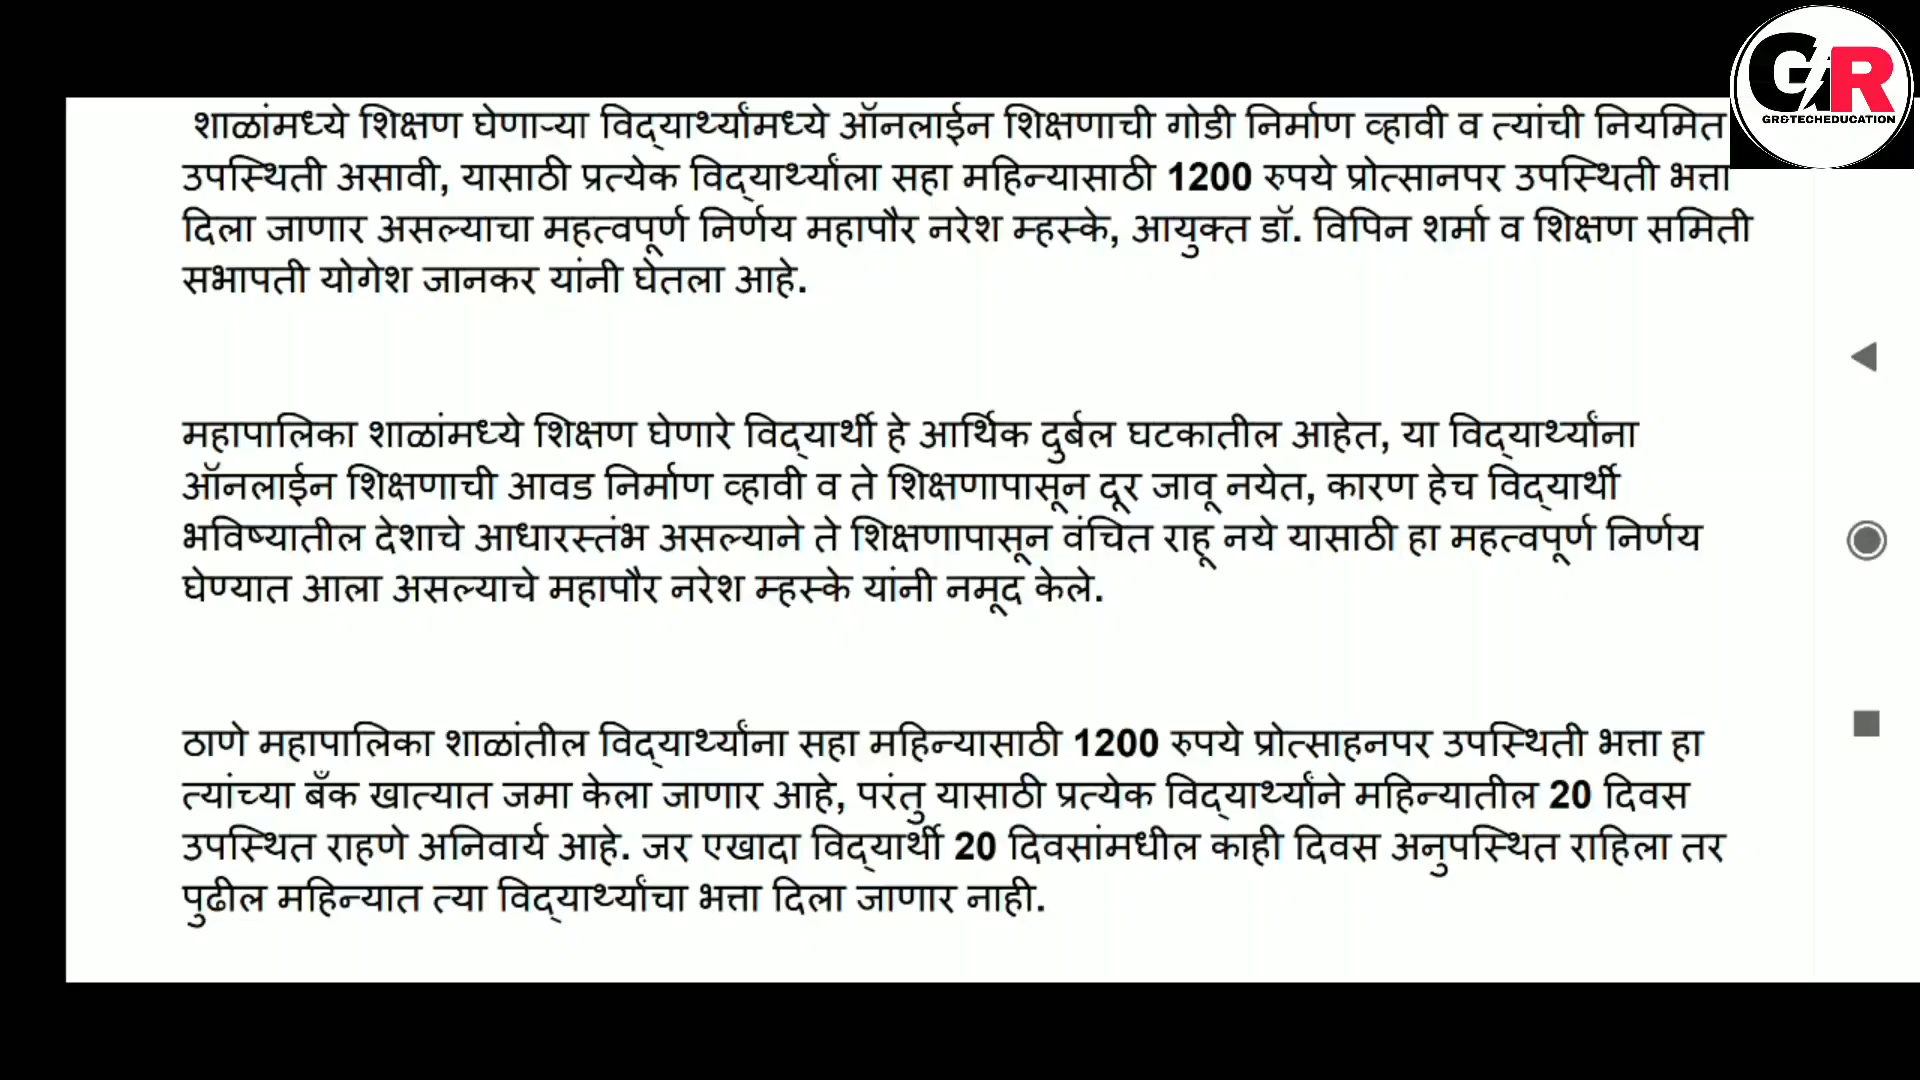 GR
GR&TECHEDUCATION
शाळांमध्ये शिक्षण घेणाऱ्या विद्यार्थ्यांमध्ये ऑनलाईन शिक्षणाची गोडी निर्माण व्हावी व त्यांची नियमित
उपस्थिती असावी, यासाठी प्रत्येक विद्यार्थ्यांला सहा महिन्यासाठी 1200 रुपये प्रोत्सानपर उपस्थिती भत्ता
दिला जाणार असल्याचा महत्वपूर्ण निर्णय महापौर नरेश म्हस्के, आयुक्त डॉ. विपिन शर्मा व शिक्षण समिती
सभापती योगेश जानकर यांनी घेतला आहे.
महापालिका शाळांमध्ये शिक्षण घेणारे विद्यार्थी हे आर्थिक दुर्बल घटकातील आहेत, या विद्यार्थ्यांना
ऑनलाईन शिक्षणाची आवड निर्माण व्हावी व ते शिक्षणापासून दूर जावू नयेत, कारण हेच विद्यार्थी
भविष्यातील देशाचे आधारस्तंभ असल्याने ते शिक्षणापासून वंचित राहू नये यासाठी हा महत्वपूर्ण निर्णय
घेण्यात आला असल्याचे महापौर नरेश म्हस्के यांनी नमूद केले.
ठाणे महापालिका शाळांतील विद्यार्थ्यांना सहा महिन्यासाठी 1200 रुपये प्रोत्साहनपर उपस्थिती भत्ता हा
त्यांच्या बँक खात्यात जमा केला जाणार आहे, परंतु यासाठी प्रत्येक विद्यार्थ्यांने महिन्यातील 20 दिवस
उपस्थित राहणे अनिवार्य आहे. जर एखादा विद्यार्थी 20 दिवसांमधील काही दिवस अनुपस्थित राहिला तर
पुढील महिन्यात त्या विद्यार्थ्यांचा भत्ता दिला जाणार नाही.